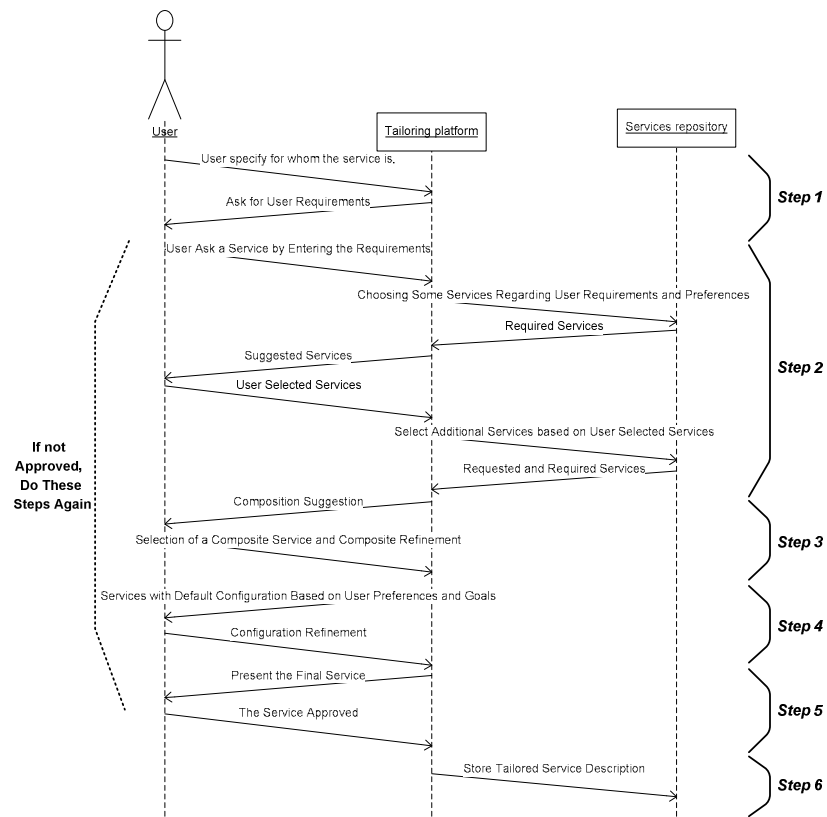 User
Tailoring platform
Services repository
User specify for whom the service is.
Step 1
Ask for User Requirements
User Ask a Service by Entering the Requirements
Choosing Some Services Regarding User Requirements and Preferences
Required Services
Suggested Services
Step 2
User Selected Services
Select Additional Services based on User Selected Services
If not
Approved,
Do These
Steps Again
Requested and Required Services
Composition Suggestion
Selection of a Composite Service and Composite Refinement
Step 3
Services with Default Configuration Based on User Preferences and Goals
Configuration Refinement
Step 4
Present the Final Service
The Service Approved
Step 5
Store Tailored Service Description
Step 6